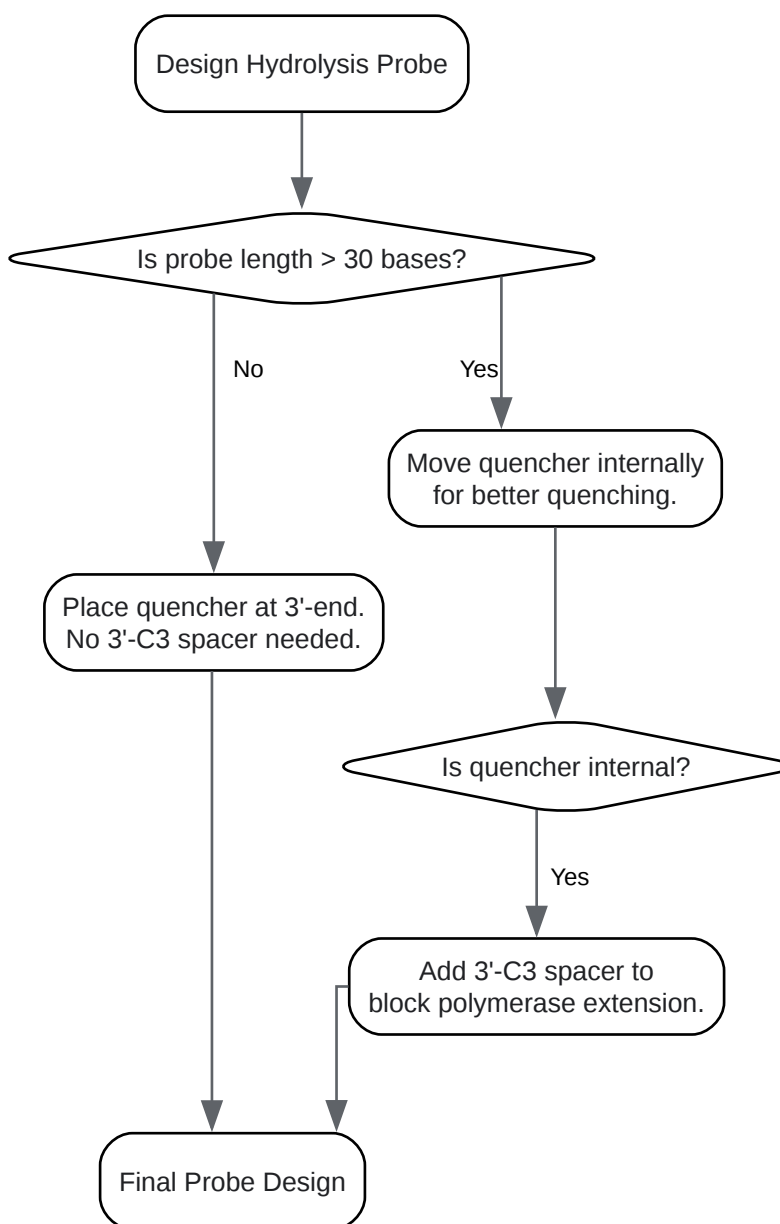 Design Hydrolysis Probe
Is probe length > 30 bases?
No
Yes
Move quencher internally
for better quenching.
Place quencher at 3'-end.
No 3'-C3 spacer needed.
Is quencher internal?
Yes
Add 3'-C3 spacer to
block polymerase extension.
Final Probe Design